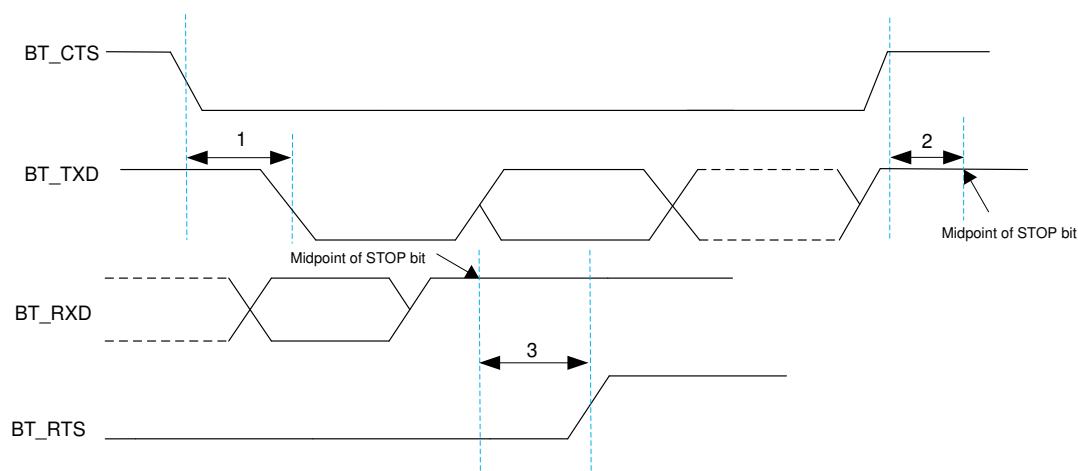 BT_CTS
1
2
BT_TXD
Midpoint of STOP bit
Midpoint of STOP bit
BT_RXD
3
BT_RTS